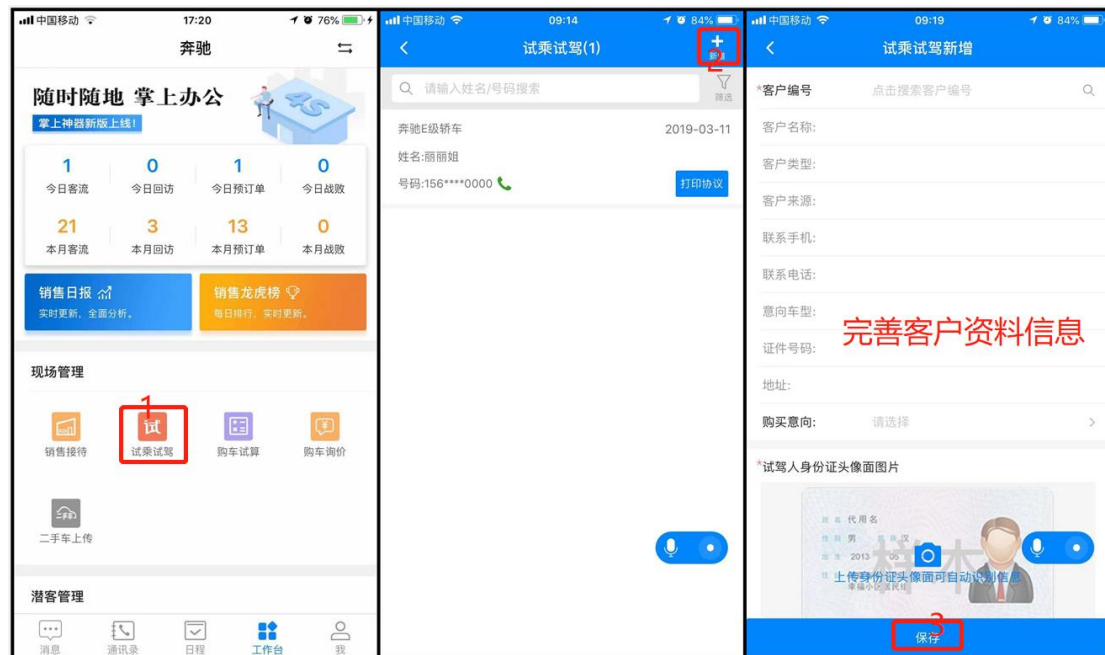 中国移动
17:20
76%
奔驰
随时随地 掌上办公
掌上神器新版上线!
4S
1
0
1
0
今日客流
今日回访
今日预订单
今日战败
21
3
13
0
本月客流
本月回访
本月预订单
本月战败
销售日报
实时更新，全面分析。
销售龙虎榜
每日排行，实时更新。
现场管理
1
试
销售接待
试乘试驾
购车试算
购车询价
二手车上传
潜客管理
消息
通讯录
日程
工作台
我
中国移动
09:14
84%
试乘试驾(1)
2
请输入姓名/号码搜索
筛选
奔驰E级轿车
2019-03-11
姓名:丽丽姐
号码:156****0000
打印协议
中国移动
09:19
84%
试乘试驾新增
*客户编号
点击搜索客户编号
客户名称:
客户类型:
客户来源:
联系手机:
联系电话:
意向车型:
完善客户资料信息
证件号码:
地址:
购买意向:
请选择
*试驾人身份证头像面图片
姓名 代用名
男
汉
2013
05
样本
上传身份证头像面可自动识别信息
3
保存